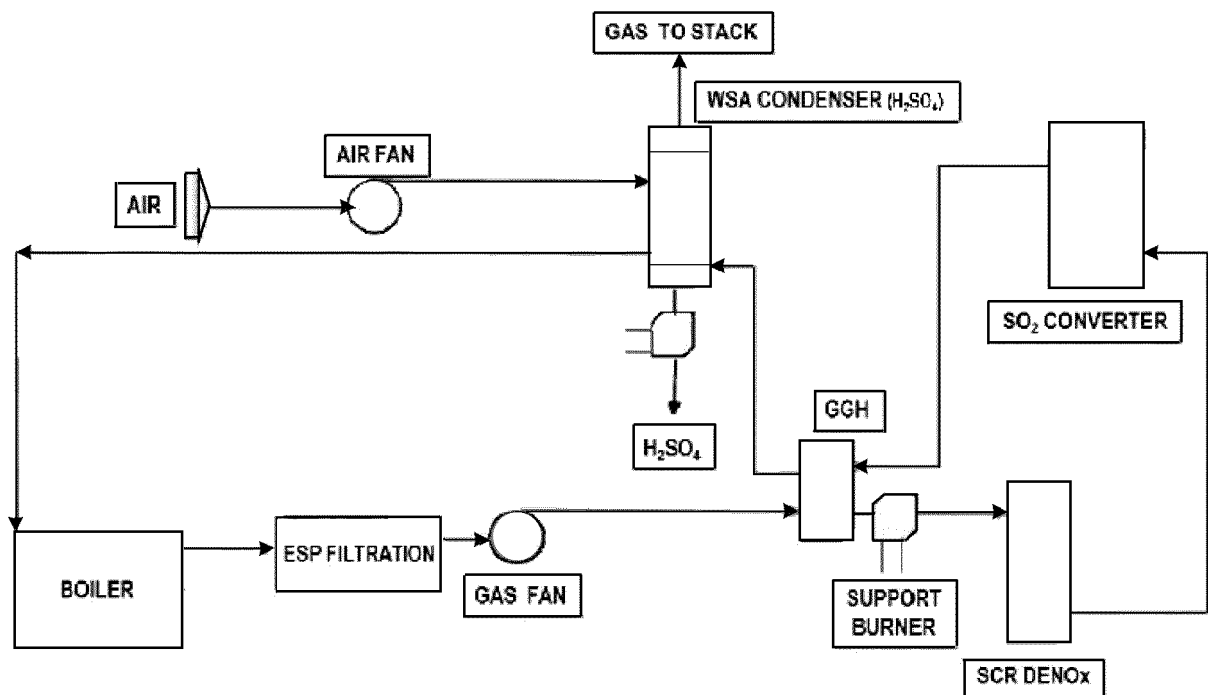 GAS TO STACK
WSA CONDENSER (H₂SO₄)
AIR FAN
AIR
SO₂ CONVERTER
GGH
H₂SO₄
BOILER
ESP FILTRATION
GAS FAN
SUPPORT
BURNER
SCR DENOx